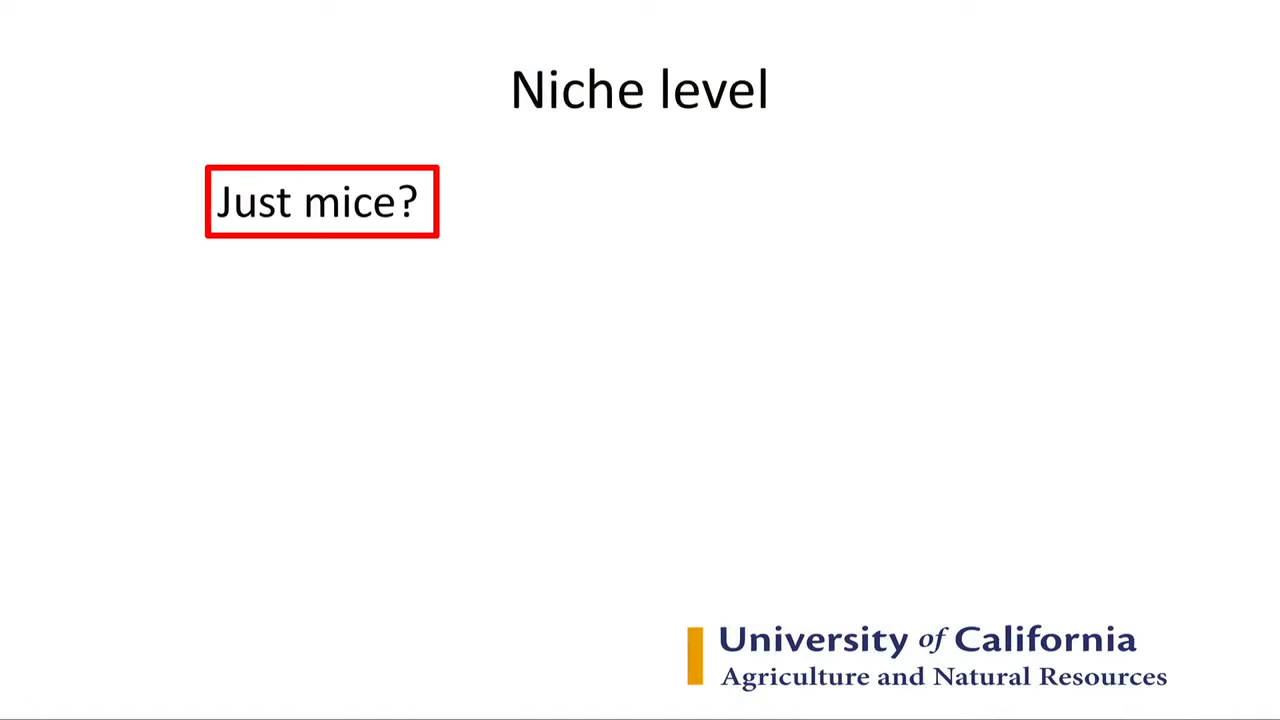 Niche level
Just mice?
University of California
Agriculture and Natural Resources